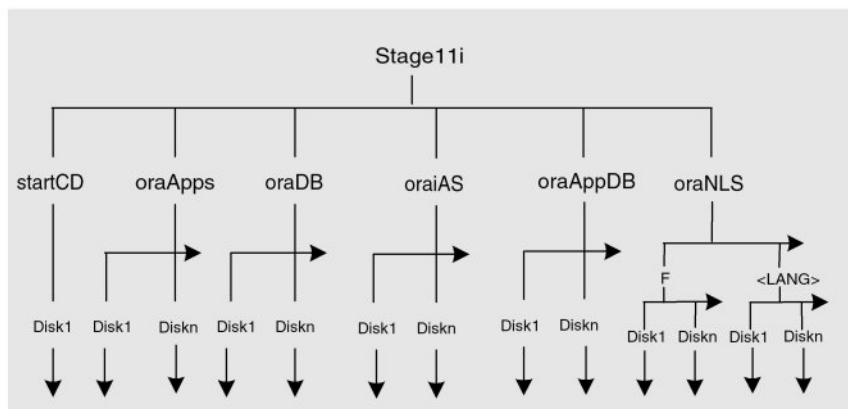 Stage11i
startCD oraApps oraDB oraiAS oraAppDB oraNLS
F <LANG>
Disk1 Disk1 Diskn Disk1 Diskn Disk1 Diskn Disk1 Diskn Disk1 Diskn Disk1 Diskn